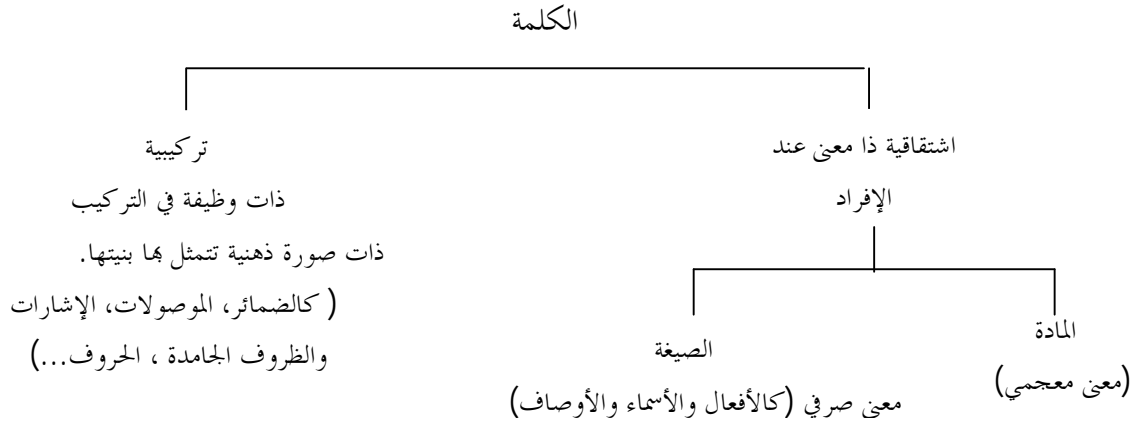 الكلمة
اشتقاقية ذا معنى عند
الإفراد
المادة
(معنى معجمي)
الصيغة
معنى صرفي (كالأفعال والأسماء والأوصاف)
تركيبية
ذات وظيفة في التركيب
ذات صورة ذهنية تتمثل بها بنيتها.
( كالضمائر، الموصولات، الإشارات
والظروف الجامدة ، الحروف...)